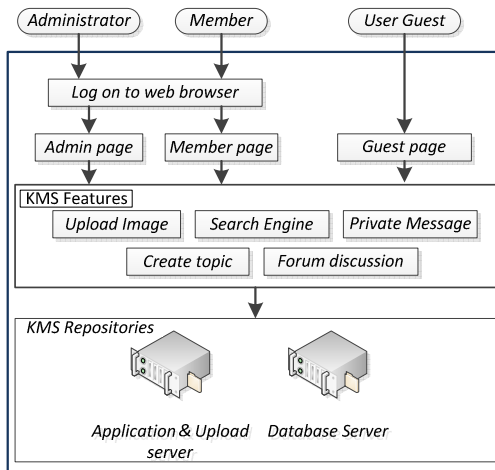 Administrator
Member
User Guest
Log on to web browser
Admin page
Member page
Guest page
KMS Features
Upload Image
Search Engine
Private Message
Create topic
Forum discussion
KMS Repositories
Application & Upload
server
Database Server